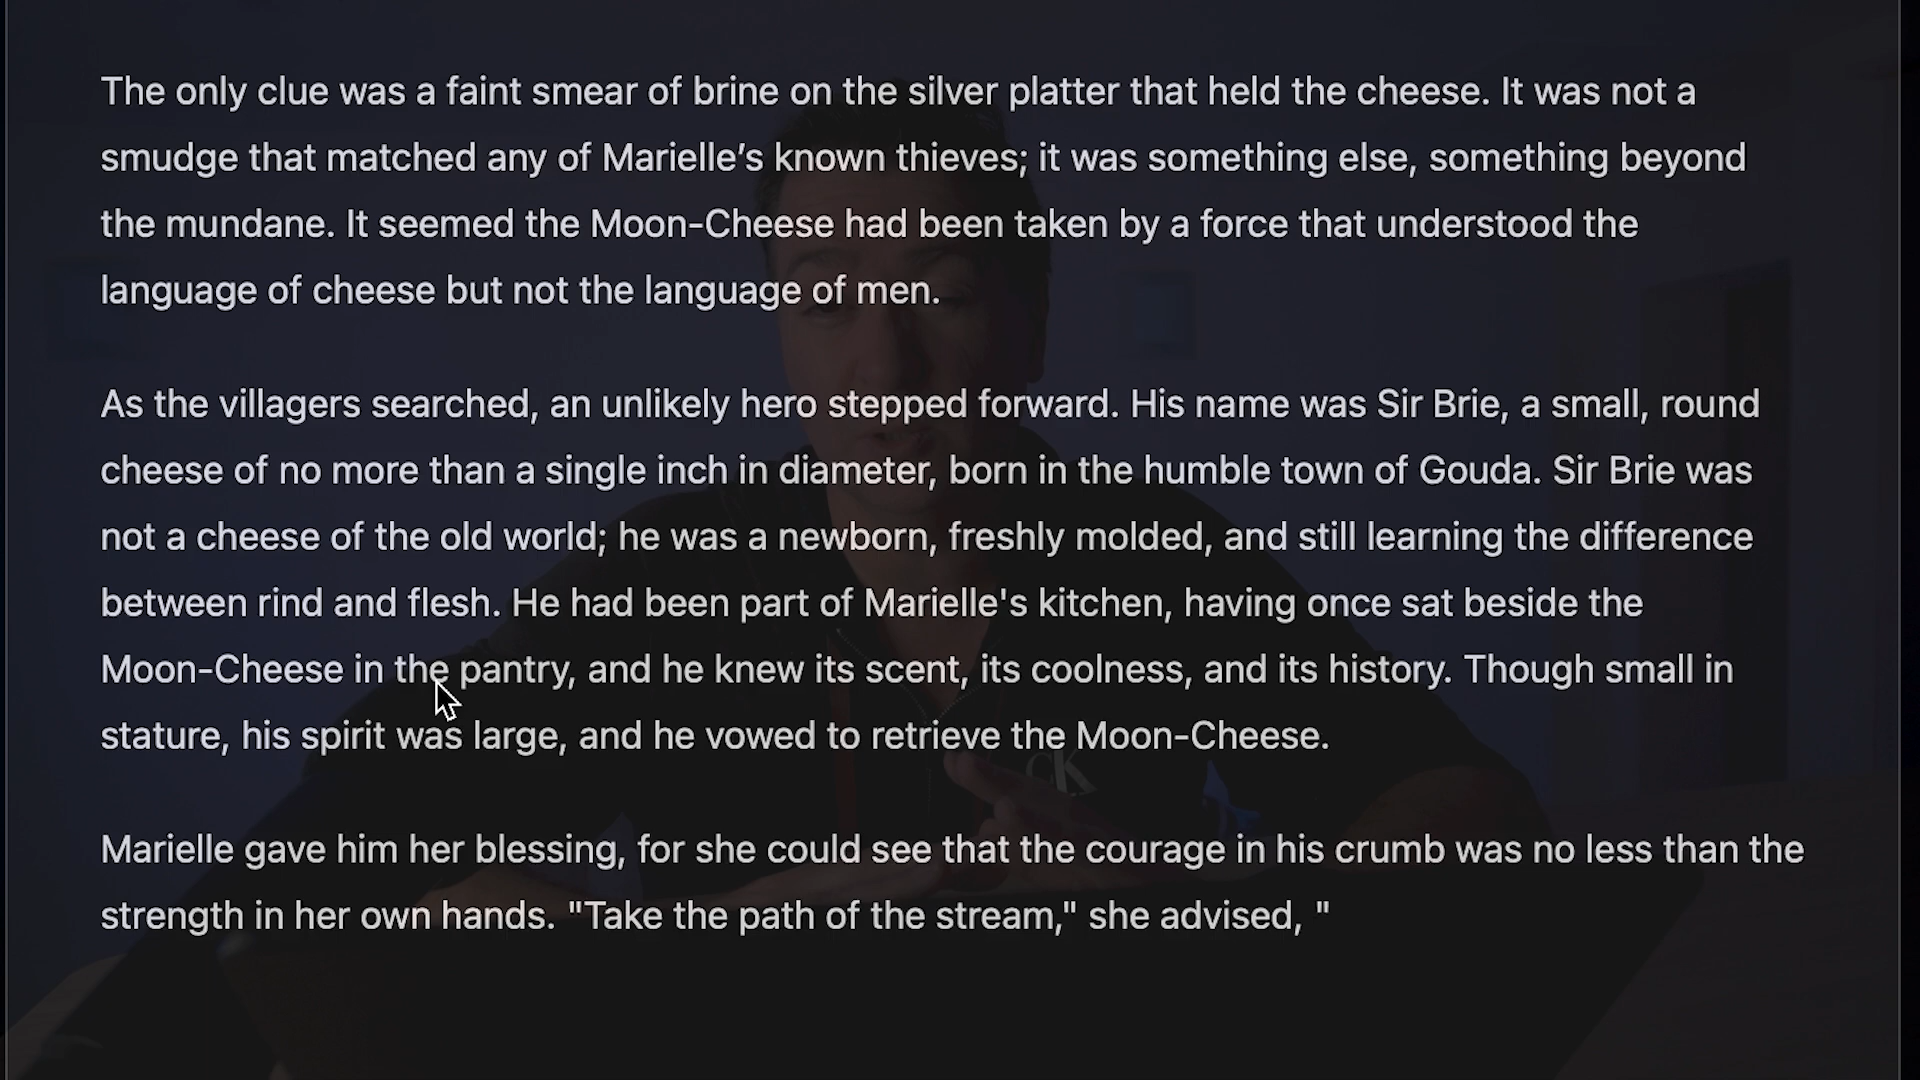 The only clue was a faint smear of brine on the silver platter that held the cheese. It was not a
smudge that matched any of Marielle’s known thieves; it was something else, something beyond
the mundane. It seemed the Moon-Cheese had been taken by a force that understood the
language of cheese but not the language of men.
As the villagers searched, an unlikely hero stepped forward. His name was Sir Brie, a small, round
cheese of no more than a single inch in diameter, born in the humble town of Gouda. Sir Brie was
not a cheese of the old world; he was a newborn, freshly molded, and still learning the difference
between rind and flesh. He had been part of Marielle's kitchen, having once sat beside the
Moon-Cheese in the pantry, and he knew its scent, its coolness, and its history. Though small in
stature, his spirit was large, and he vowed to retrieve the Moon-Cheese.
CK
Marielle gave him her blessing, for she could see that the courage in his crumb was no less than the
strength in her own hands. "Take the path of the stream," she advised, "